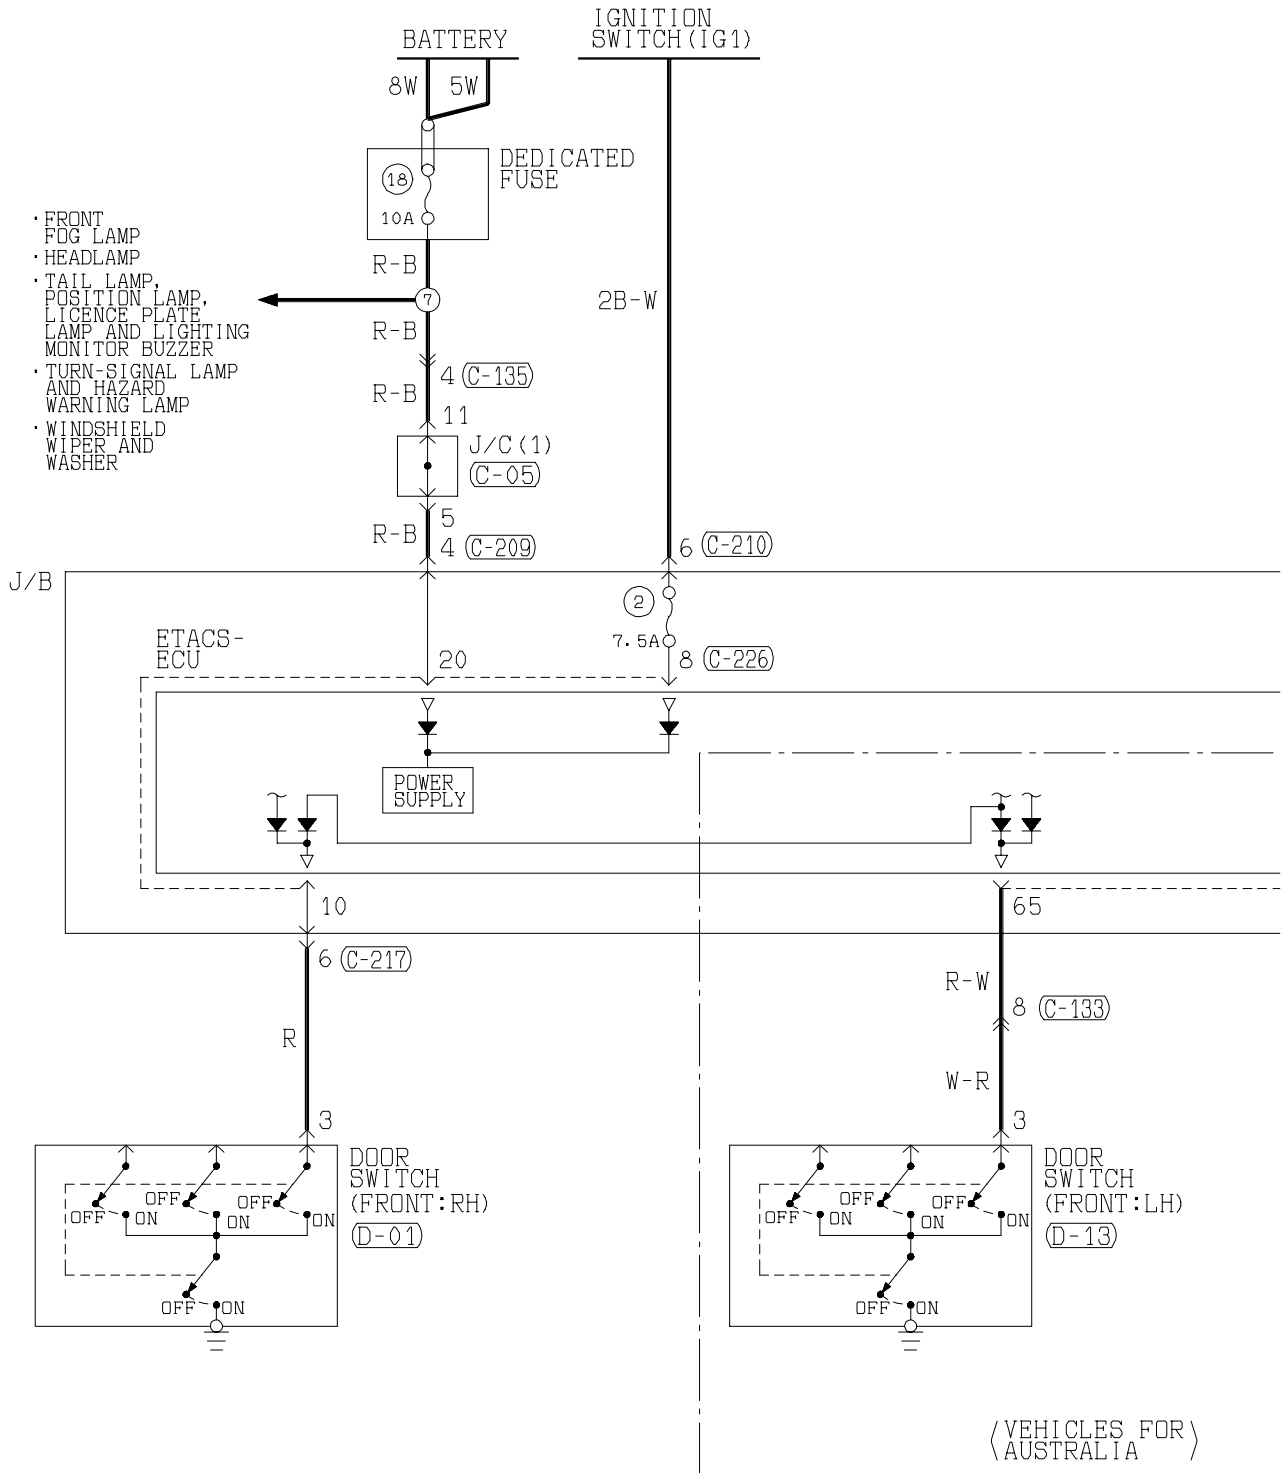 BATTERY
IGNITION
SWITCH(IG1)
8W
5W
DEDICATED
FUSE
18
10A
· FRONT
FOG LAMP
· HEADLAMP
· TAIL LAMP,
POSITION LAMP,
LICENCE PLATE
LAMP AND LIGHTING
MONITOR BUZZER
· TURN-SIGNAL LAMP
AND HAZARD
WARNING LAMP
· WINDSHIELD
WIPER AND
WASHER
R-B
7
2B-W
R-B
4 (C-135)
R-B
11
J/C(1)
(C-05)
5
R-B
4 (C-209)
6 (C-210)
J/B
2
7.5A
ETACS-
ECU
20
8 (C-226)
POWER
SUPPLY
10
65
6 (C-217)
R-W
8 (C-133)
R
W-R
3
3
DOOR
SWITCH
(FRONT:RH)
(D-01)
OFF
ON
OFF
ON
OFF
ON
OFF
ON
DOOR
SWITCH
(FRONT:LH)
(D-13)
OFF
ON
OFF
ON
OFF
ON
OFF
ON
〈VEHICLES FOR
AUSTRALIA〉